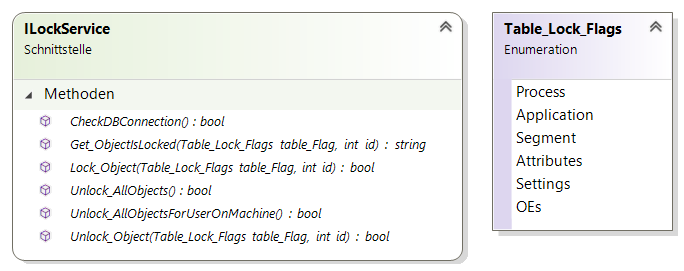 ILockService
Schnittstelle
Methoden
CheckDBConnection() : bool
Get_ObjectIsLocked(Table_Lock_Flags table_Flag, int id) : string
Lock_Object(Table_Lock_Flags table_Flag, int id) : bool
Unlock_AllObjects() : bool
Unlock_AllObjectsForUserOnMachine() : bool
Unlock_Object(Table_Lock_Flags table_Flag, int id) : bool
Table_Lock_Flags
Enumeration
Process
Application
Segment
Attributes
Settings
OEs